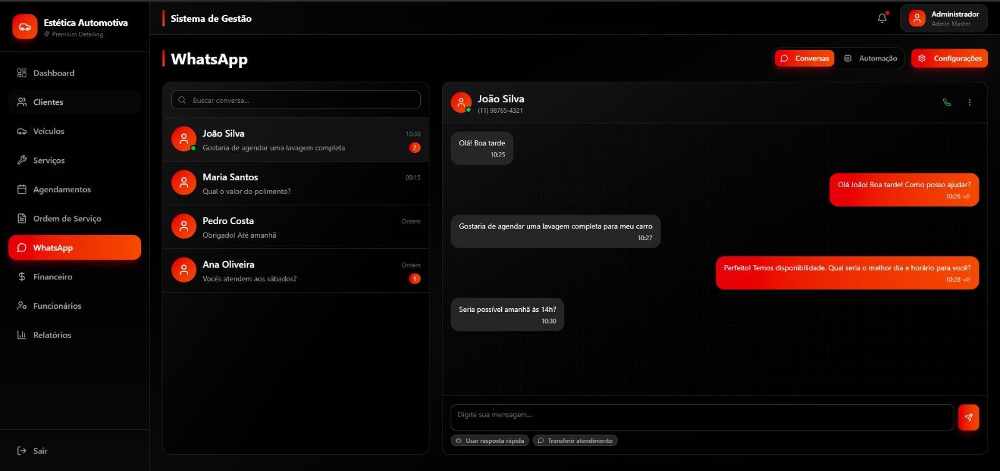 Estética Automotiva
Premium Detailing
Dashboard
Clientes
Veículos
Serviços
Agendamentos
Ordem de Serviço
WhatsApp
Financeiro
Funcionários
Relatórios
Sair
Sistema de Gestão
Administrador
Admin Master
WhatsApp
Conversas
Automação
Configurações
Buscar conversa...
João Silva
10:30
Gostaria de agendar uma lavagem completa
2
Maria Santos
09:15
Qual o valor do polimento?
Pedro Costa
Ontem
Obrigado! Até amanhã
Ana Oliveira
Ontem
Vocês atendem aos sábados?
1
João Silva
(11) 98765-4321
Olá! Boa tarde
10:25
Olá João! Boa tarde! Como posso ajudar?
10:26
Gostaria de agendar uma lavagem completa para meu carro
10:27
Perfeito! Temos disponibilidade. Qual seria o melhor dia e horário para você?
10:28
Seria possível amanhã às 14h?
10:30
Digite sua mensagem...
Usar resposta rápida
Transferir atendimento